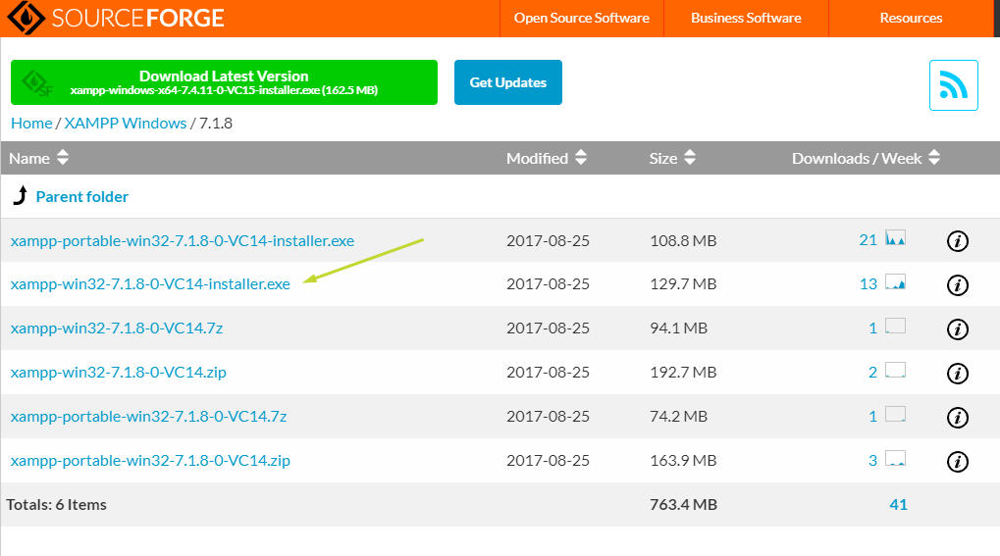 SOURCEFORGE
Open Source Software Business Software Resources
Download Latest Version
xampp-windows-x64-7.4.11-0-VC15-installer.exe (162.5 MB)
Get Updates
Home / XAMPP Windows / 7.1.8
Name Modified Size Downloads / Week
Parent folder
xampp-portable-win32-7.1.8-0-VC14-installer.exe 2017-08-25 108.8 MB 21 i
xampp-win32-7.1.8-0-VC14-installer.exe 2017-08-25 129.7 MB 13 i
xampp-win32-7.1.8-0-VC14.7z 2017-08-25 94.1 MB 1 i
xampp-win32-7.1.8-0-VC14.zip 2017-08-25 192.7 MB 2 i
xampp-portable-win32-7.1.8-0-VC14.7z 2017-08-25 74.2 MB 1 i
xampp-portable-win32-7.1.8-0-VC14.zip 2017-08-25 163.9 MB 3 i
Totals: 6 Items 763.4 MB 41